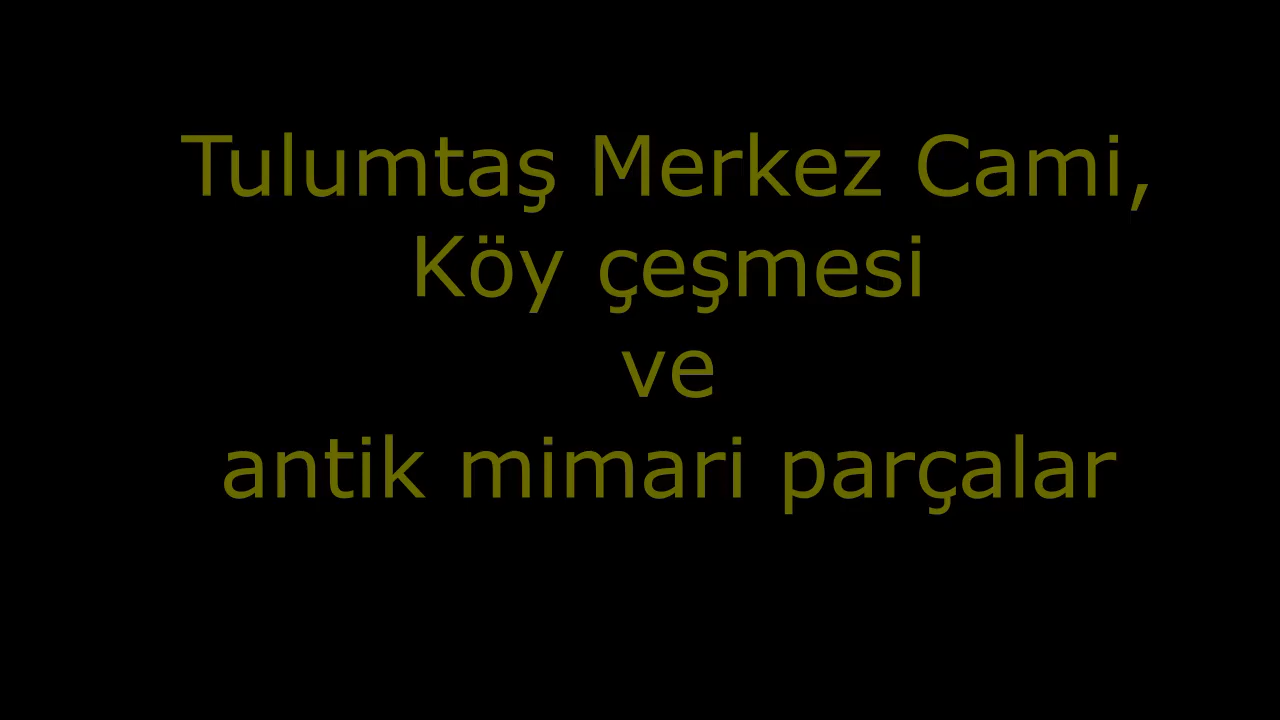 Tulumtaş Merkez Cami,
Köy çeşmesi
ve
antik mimari parçalar